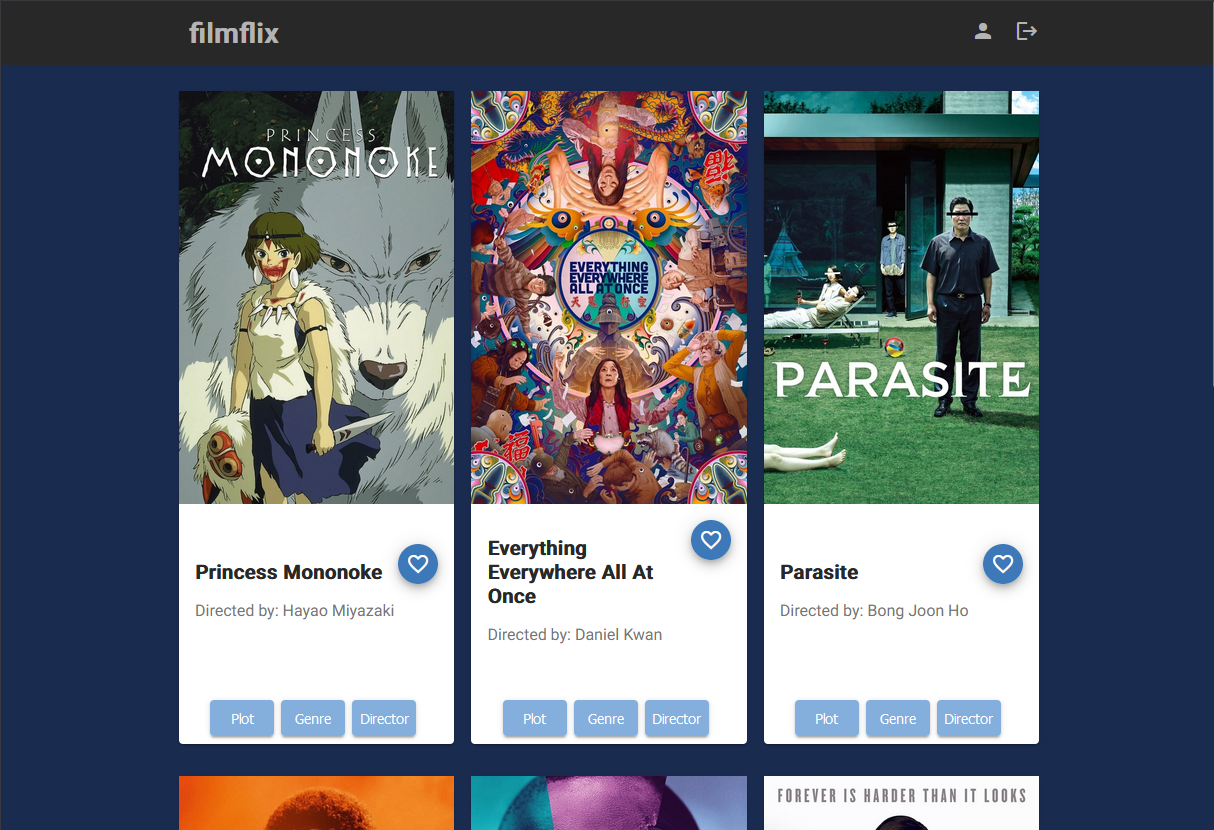 filmflix
PRINCESS
MONONOKE
EVERYTHING
EVERYWHERE
ALL AT ONCE
福
PARASITE
Princess Mononoke
Directed by: Hayao Miyazaki
Plot
Genre
Director
Everything
Everywhere All At
Once
Directed by: Daniel Kwan
Plot
Genre
Director
Parasite
Directed by: Bong Joon Ho
Plot
Genre
Director
FOREVER IS HARDER THAN IT LOOKS